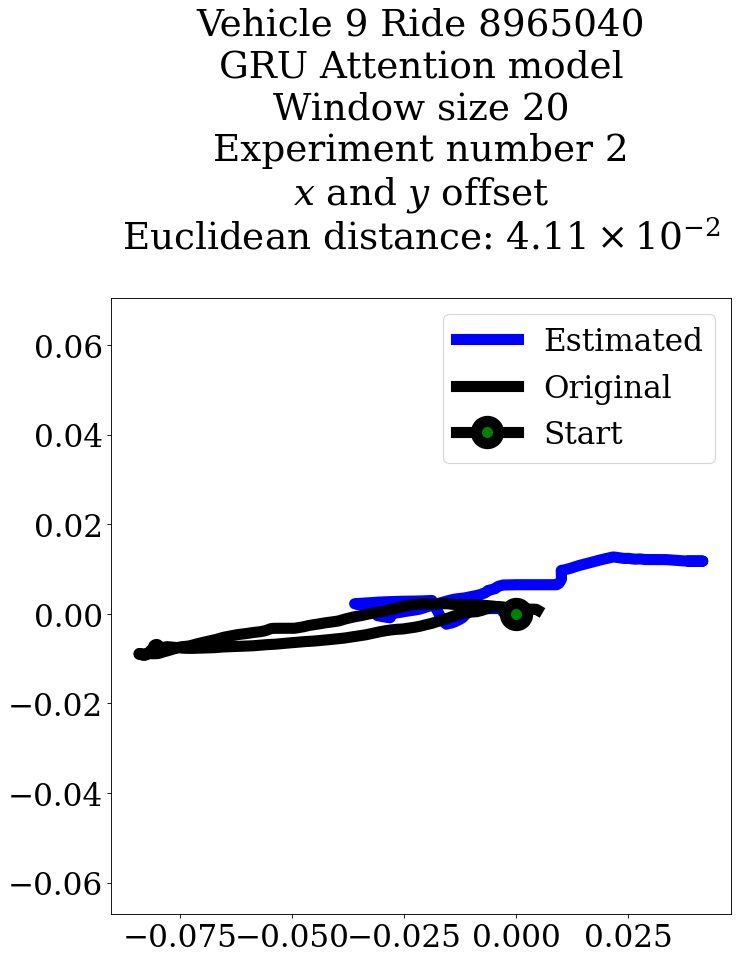 Vehicle 9 Ride 8965040
GRU Attention model
Window size 20
Experiment number 2
x and y offset
Euclidean distance: 4.11 × 10⁻²
Estimated
Original
Start
0.06
0.04
0.02
0.00
−0.02
−0.04
−0.06
−0.075 −0.050 −0.025 0.000 0.025